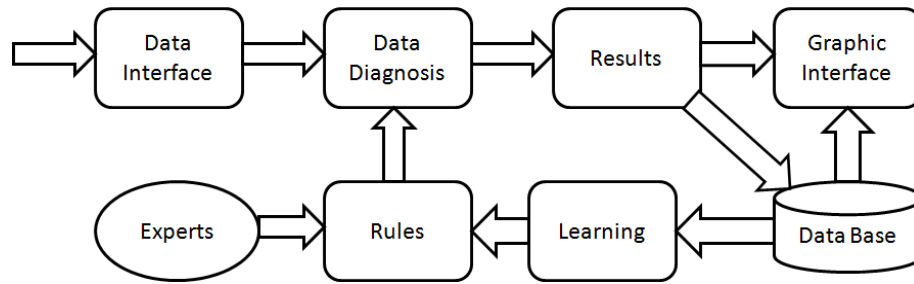 Data
Interface
Data
Diagnosis
Results
Graphic
Interface
Experts
Rules
Learning
Data Base